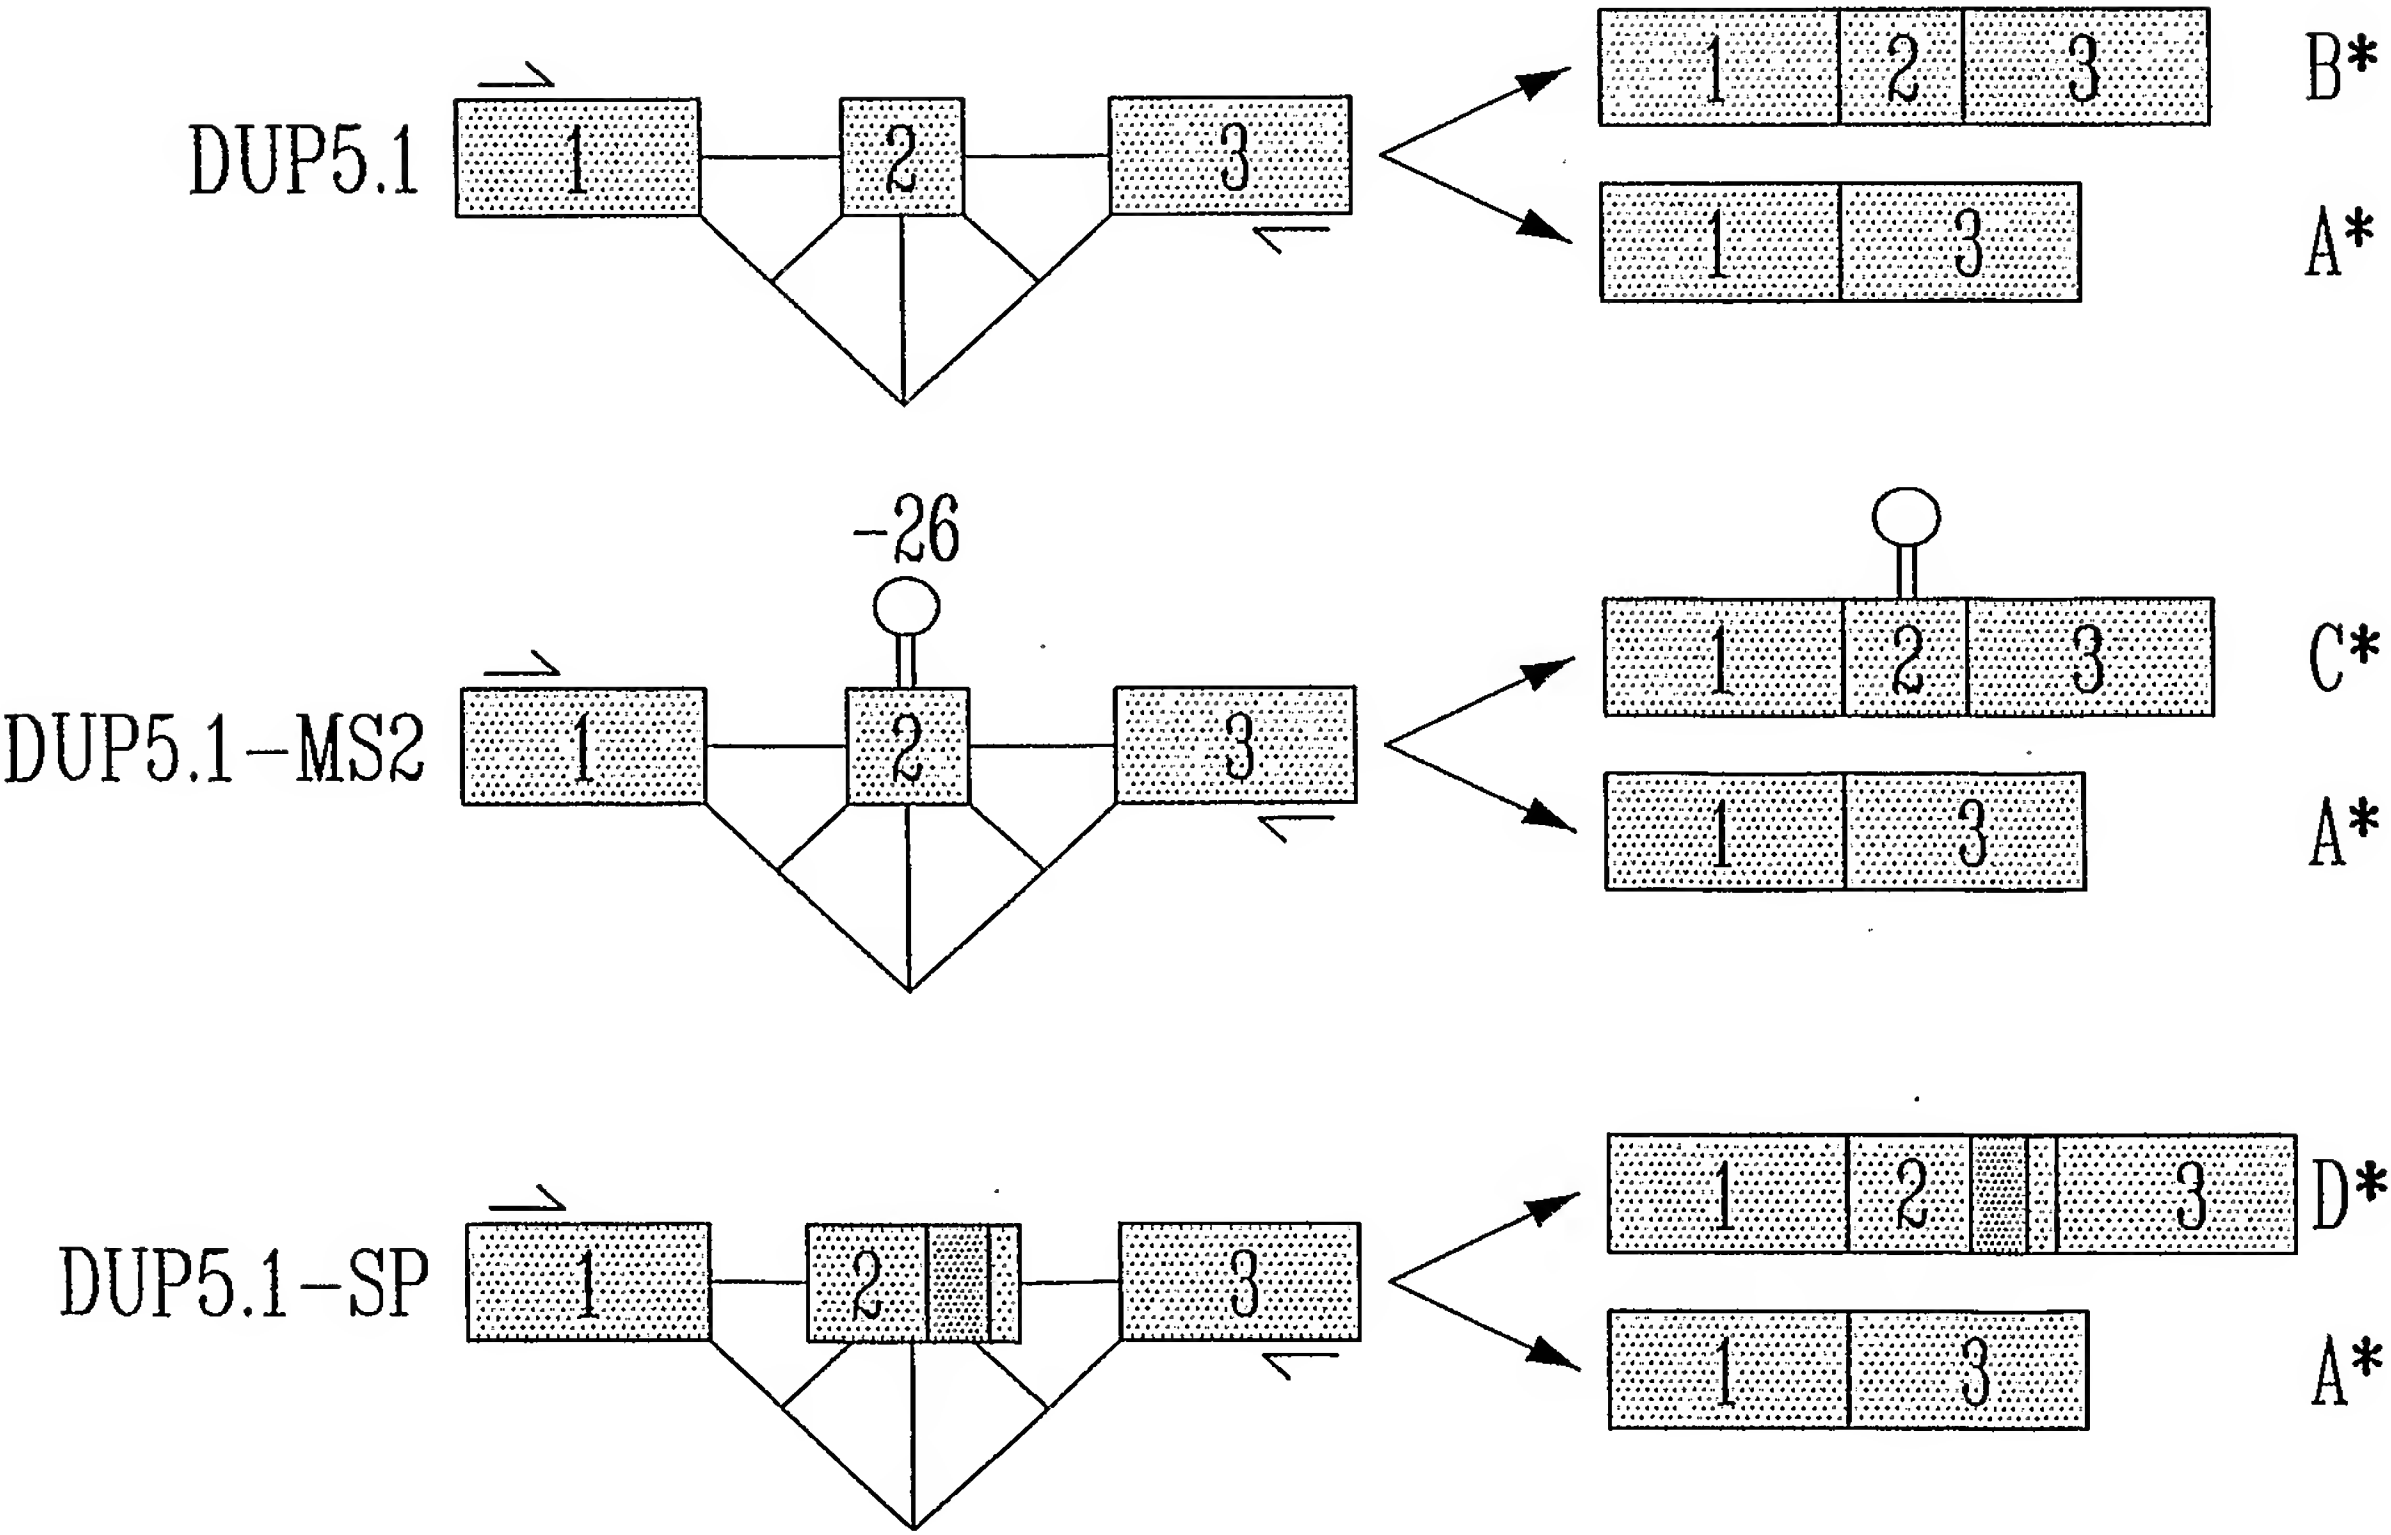 DUP5.1 1 2 3 1 2 3 B*
1 3 A*
-26
DUP5.1-MS2 1 2 3 1 2 3 C*
1 3 A*
DUP5.1-SP 1 2 3 1 2 3 D*
1 3 A*